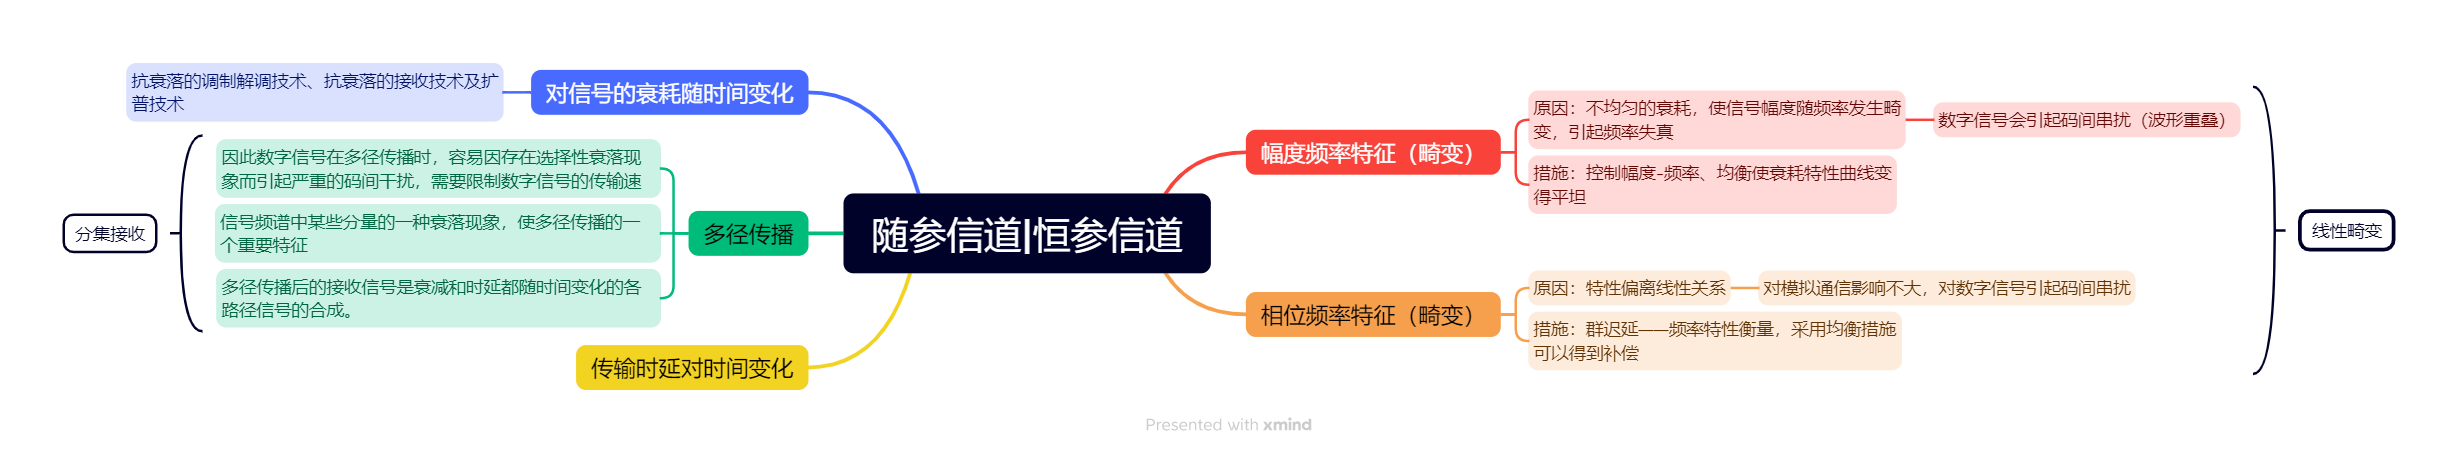 随参信道|恒参信道
对信号的衰耗随时间变化
抗衰落的调制解调技术、抗衰落的接收技术及扩
普技术
多径传播
因此数字信号在多径传播时，容易因存在选择性衰落现
象而引起严重的码间干扰，需要限制数字信号的传输速
信号频谱中某些分量的一种衰落现象，使多径传播的一
个重要特征
多径传播后的接收信号是衰减和时延都随时间变化的各
路径信号的合成。
分集接收
传输时延对时间变化
幅度频率特征（畸变）
原因：不均匀的衰耗，使信号幅度随频率发生畸
变，引起频率失真
数字信号会引起码间串扰（波形重叠）
措施：控制幅度-频率、均衡使衰耗特性曲线变
得平坦
相位频率特征（畸变）
原因：特性偏离线性关系
对模拟通信影响不大，对数字信号引起码间串扰
措施：群迟延——频率特性衡量，采用均衡措施
可以得到补偿
线性畸变
Presented with xmind